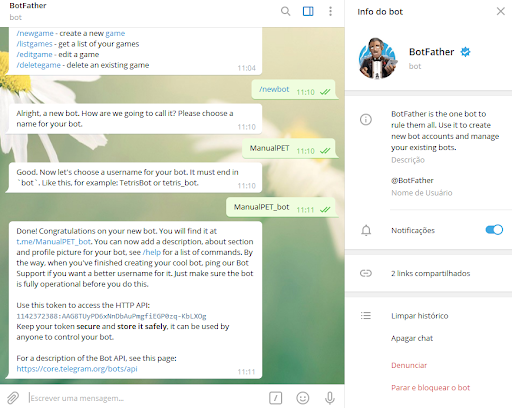 BotFather
bot
/newgame - create a new game
/listgames - get a list of your games
/editgame - edit a game
/deletegame - delete an existing game
11:04
/newbot
11:10
Alright, a new bot. How are we going to call it? Please choose a
name for your bot.
11:10
ManualPET
11:10
Good. Now let's choose a username for your bot. It must end in
`bot`. Like this, for example: TetrisBot or tetris_bot.
11:10
ManualPET_bot
11:11
Done! Congratulations on your new bot. You will find it at
t.me/ManualPET_bot. You can now add a description, about section
and profile picture for your bot, see /help for a list of commands. By
the way, when you've finished creating your cool bot, ping our Bot
Support if you want a better username for it. Just make sure the bot
is fully operational before you do this.
Use this token to access the HTTP API:
Keep your token secure and store it safely, it can be used by
anyone to control your bot.
For a description of the Bot API, see this page:
https://core.telegram.org/bots/api
11:11
Escrever uma mensagem...
Info do bot
BotFather
bot
BotFather is the one bot to
rule them all. Use it to create
new bot accounts and manage
your existing bots.
Descrição
@BotFather
Nome de Usuário
Notificações
2 links compartilhados
Limpar histórico
Apagar chat
Denunciar
Parar e bloquear o bot